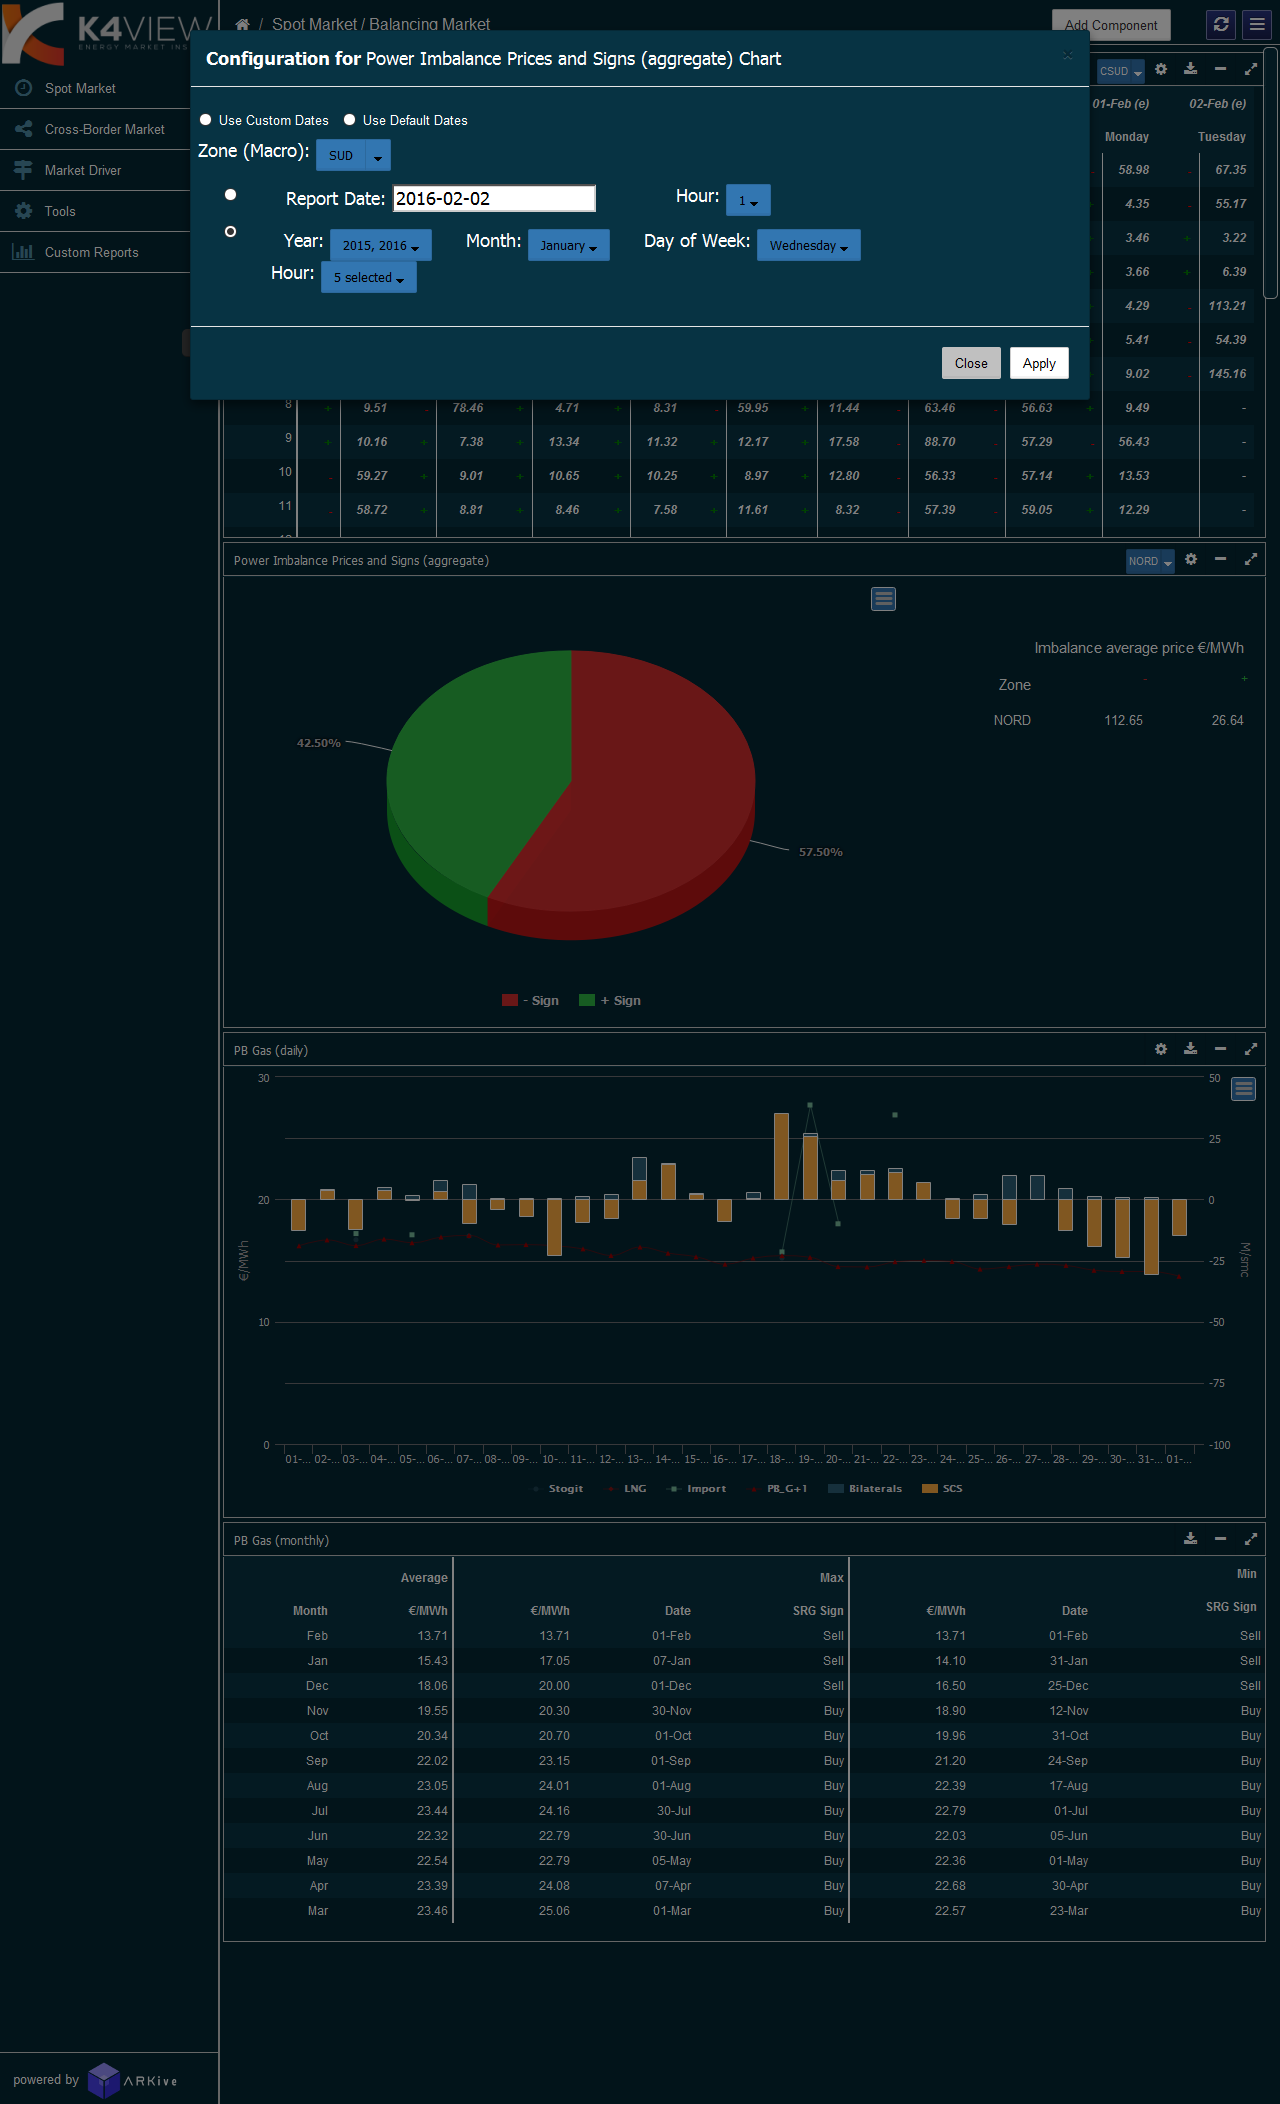 K4VIEW
ENERGY MARKET INS
/ Spot Market / Balancing Market
Add Component
Configuration for Power Imbalance Prices and Signs (aggregate) Chart
×
Use Custom Dates Use Default Dates
Zone (Macro): SUD
Report Date: 2016-02-02 Hour: 1
Year: 2015, 2016 Month: January Day of Week: Wednesday
Hour: 5 selected
Close Apply
Spot Market
Cross-Border Market
Market Driver
Tools
Custom Reports
CSUD
01-Feb (e) 02-Feb (e)
Monday Tuesday
58.98 - 67.35
4.35 - 55.17
3.46 + 3.22
3.66 + 6.39
4.29 - 113.21
5.41 - 54.39
9.02 - 145.16
8 + 9.51 - 78.46 + 4.71 + 8.31 - 59.95 + 11.44 - 63.46 - 56.63 + 9.49 -
9 + 10.16 + 7.38 + 13.34 + 11.32 + 12.17 + 17.58 - 88.70 - 57.29 - 56.43 -
10 - 59.27 + 9.01 + 10.65 + 10.25 + 8.97 + 12.80 - 56.33 - 57.14 + 13.53 -
11 - 58.72 + 8.81 + 8.46 + 7.58 + 11.61 + 8.32 - 57.39 - 59.05 + 12.29 -
Power Imbalance Prices and Signs (aggregate) NORD
Imbalance average price €/MWh
Zone - +
NORD 112.65 26.64
42.50%
57.50%
- Sign + Sign
PB Gas (daily)
30 50
25
20 0
€/MWh
-25
M/smc
10 -50
-75
0 -100
01-... 02-... 03-... 04-... 05-... 06-... 07-... 08-... 09-... 10-... 11-... 12-... 13-... 14-... 15-... 16-... 17-... 18-... 19-... 20-... 21-... 22-... 23-... 24-... 25-... 26-... 27-... 28-... 29-... 30-... 31-... 01-...
Stogit LNG Import PB_G+1 Bilaterals SCS
PB Gas (monthly)
Average Max Min
Month €/MWh €/MWh Date SRG Sign €/MWh Date SRG Sign
Feb 13.71 13.71 01-Feb Sell 13.71 01-Feb Sell
Jan 15.43 17.05 07-Jan Sell 14.10 31-Jan Sell
Dec 18.06 20.00 01-Dec Sell 16.50 25-Dec Sell
Nov 19.55 20.30 30-Nov Buy 18.90 12-Nov Buy
Oct 20.34 20.70 01-Oct Buy 19.96 31-Oct Buy
Sep 22.02 23.15 01-Sep Buy 21.20 24-Sep Buy
Aug 23.05 24.01 01-Aug Buy 22.39 17-Aug Buy
Jul 23.44 24.16 30-Jul Buy 22.79 01-Jul Buy
Jun 22.32 22.79 30-Jun Buy 22.03 05-Jun Buy
May 22.54 22.79 05-May Buy 22.36 01-May Buy
Apr 23.39 24.08 07-Apr Buy 22.68 30-Apr Buy
Mar 23.46 25.06 01-Mar Buy 22.57 23-Mar Buy
powered by ARKive